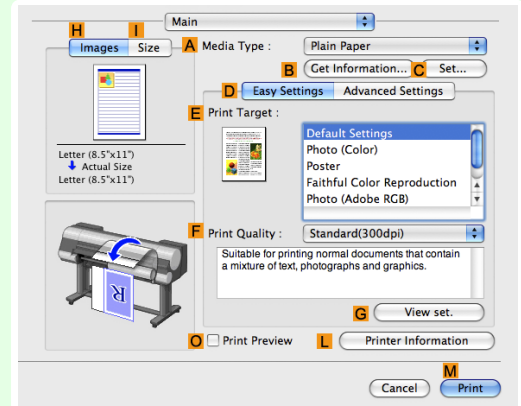 Main
H I
Images Size
A Media Type : Plain Paper
B Get Information... C Set...
D Easy Settings Advanced Settings
E Print Target :
Default Settings
Photo (Color)
Poster
Faithful Color Reproduction
Photo (Adobe RGB)
Letter (8.5"x11")
Actual Size
Letter (8.5"x11")
F Print Quality : Standard(300dpi)
Suitable for printing normal documents that contain
a mixture of text, photographs and graphics.
R
G View set.
O Print Preview L Printer Information
M
Cancel Print